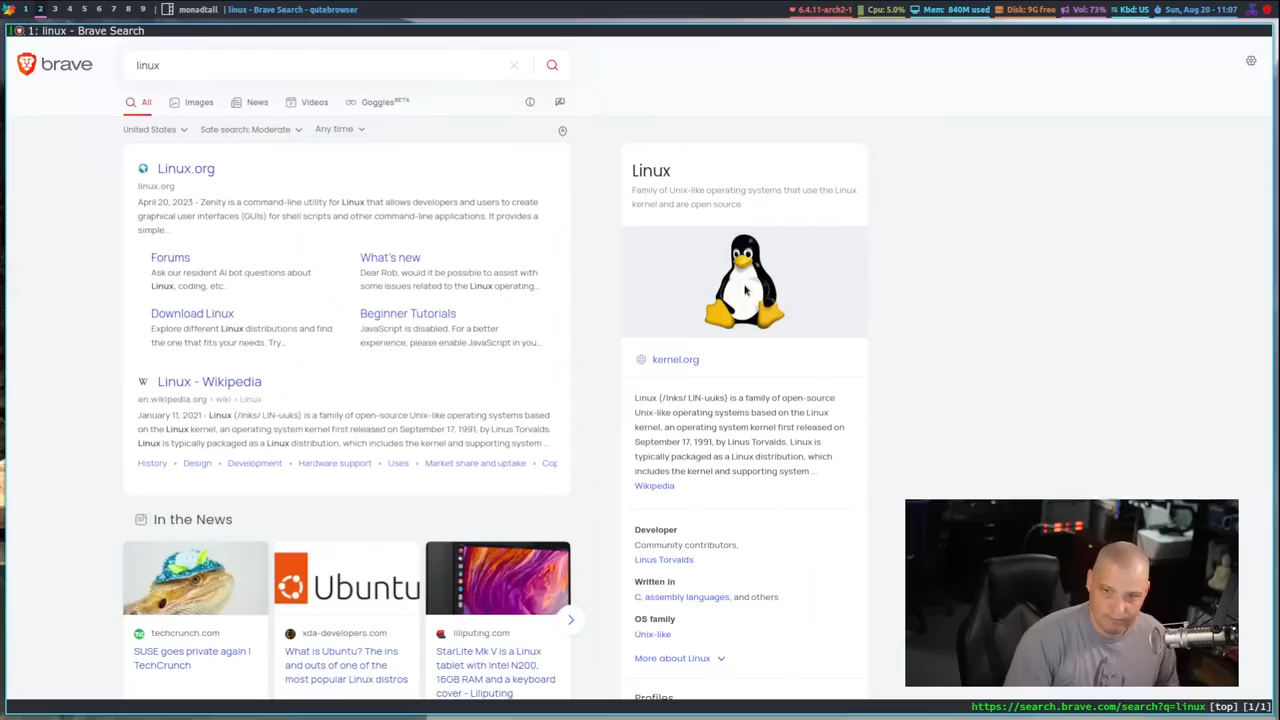 1 2 3 4 5 6 7 8 9 monadtall | linux - Brave Search - qutebrowser 6.4.11-arch2-1 Cpu: 5.0% Mem: 840M used Disk: 9G free Vol: 73% Kbd: US Sun, Aug 20 - 11:07
1: linux - Brave Search
brave linux
All Images News Videos GogglesBETA
United States Safe search: Moderate Any time
Linux.org
linux.org
April 20, 2023 - Zenity is a command-line utility for Linux that allows developers and users to create
graphical user interfaces (GUIs) for shell scripts and other command-line applications. It provides a
simple...
Forums
Ask our resident AI bot questions about
Linux, coding, etc..
What's new
Dear Rob, would it be possible to assist with
some issues related to the Linux operating...
Download Linux
Explore different Linux distributions and find
the one that fits your needs. Try...
Beginner Tutorials
JavaScript is disabled. For a better
experience, please enable JavaScript in you...
W Linux - Wikipedia
en.wikipedia.org › wiki › Linux
January 11, 2021 - Linux (/lnks/ LIN-uuks) is a family of open-source Unix-like operating systems based
on the Linux kernel, an operating system kernel first released on September 17, 1991, by Linus Torvalds.
Linux is typically packaged as a Linux distribution, which includes the kernel and supporting system ...
History • Design • Development • Hardware support • Uses • Market share and uptake • Cop
In the News
techcrunch.com
SUSE goes private again |
TechCrunch
Ubuntu
xda-developers.com
What is Ubuntu? The ins
and outs of one of the
most popular Linux distros
liliputing.com
StarLite Mk V is a Linux
tablet with Intel N200,
16GB RAM and a keyboard
cover - Liliputing
Linux
Family of Unix-like operating systems that use the Linux
kernel and are open source
kernel.org
Linux (/lnks/ LIN-uuks) is a family of open-source
Unix-like operating systems based on the Linux
kernel, an operating system kernel first released on
September 17, 1991, by Linus Torvalds. Linux is
typically packaged as a Linux distribution, which
includes the kernel and supporting system ...
Wikipedia
Developer
Community contributors,
Linus Torvalds
Written in
C, assembly languages, and others
OS family
Unix-like
More about Linux
Profiles
https://search.brave.com/search?q=linux [top] [1/1]